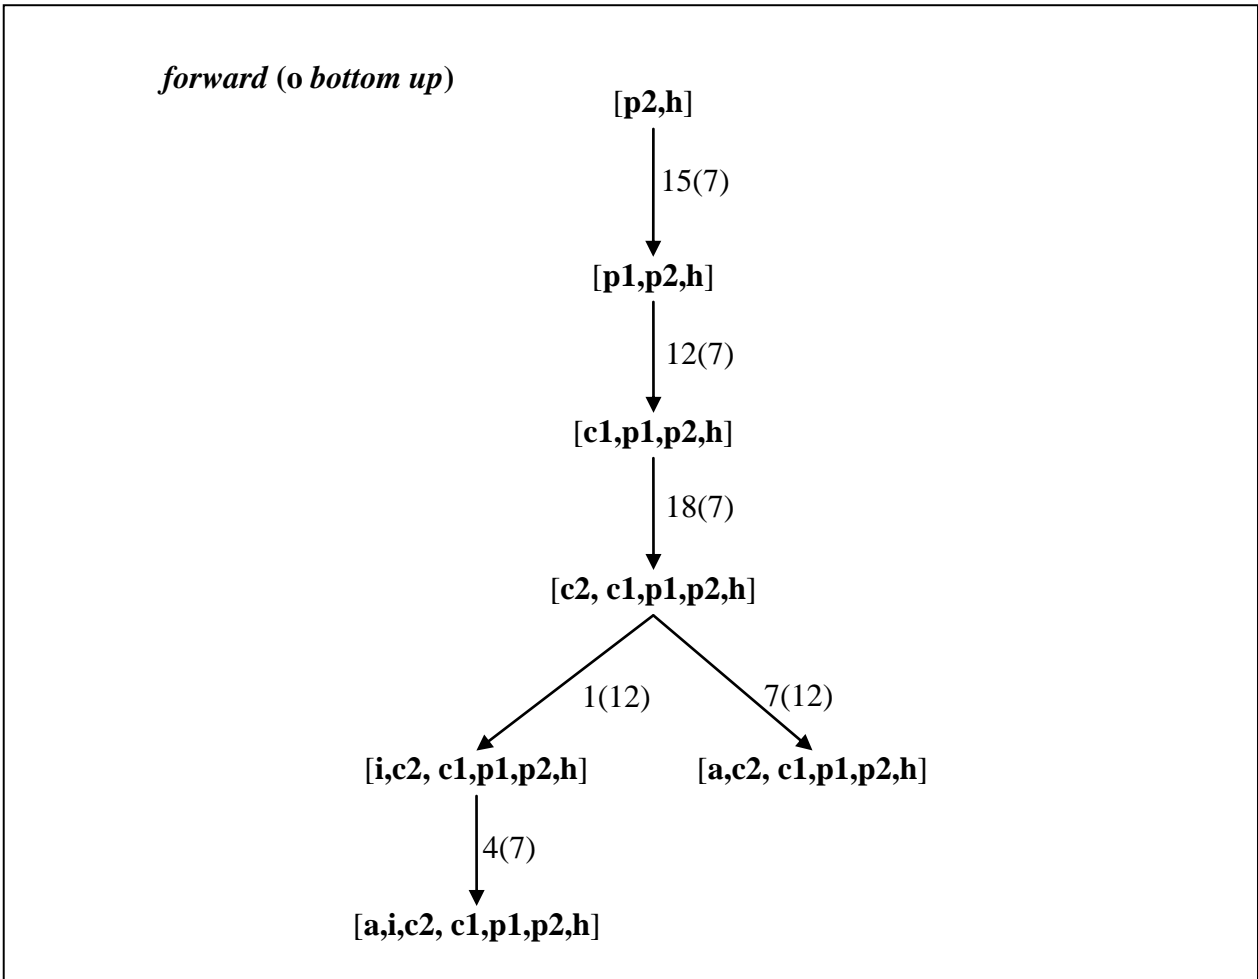 forward (o bottom up)
[p2,h]
15(7)
[p1,p2,h]
12(7)
[c1,p1,p2,h]
18(7)
[c2, c1,p1,p2,h]
1(12) 7(12)
[i,c2, c1,p1,p2,h] [a,c2, c1,p1,p2,h]
4(7)
[a,i,c2, c1,p1,p2,h]